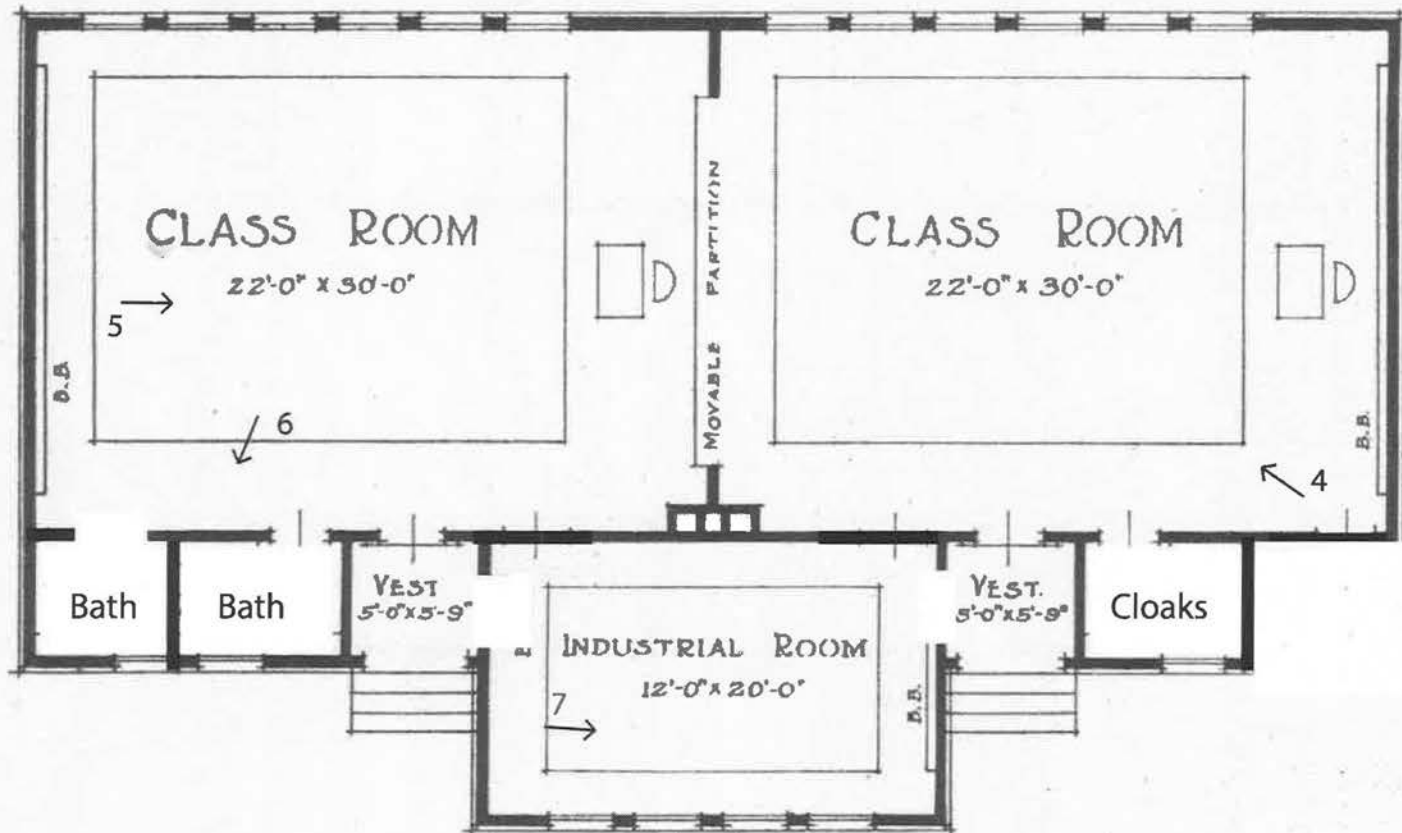 CLASS ROOM
22'-0" X 30'-0"
5
6
B.B
MOVABLE PARTITION
CLASS ROOM
22'-0" X 30'-0"
4
B.B.
Bath
Bath
VEST
5'-0"X5'-9"
INDUSTRIAL ROOM
12'-0" X 20'-0"
7
B.B.
VEST.
5'-0"X5'-9"
Cloaks